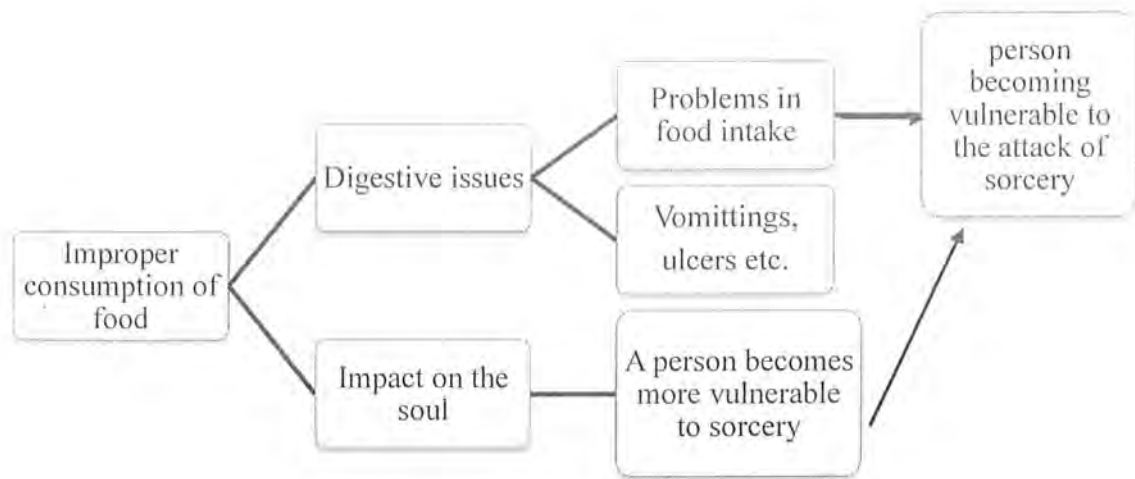 Improper
consumption of
food
Digestive issues
Impact on the
soul
Problems in
food intake
Vomittings,
ulcers etc.
A person becomes
more vulnerable
to sorcery
person
becoming
vulnerable to
the attack of
sorcery